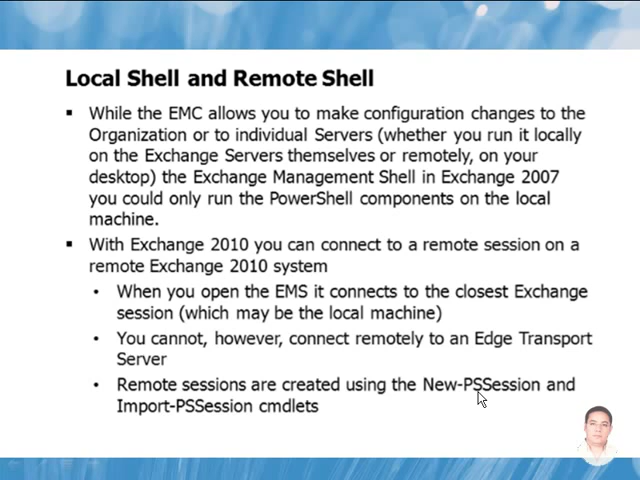 Local Shell and Remote Shell
While the EMC allows you to make configuration changes to the
Organization or to individual Servers (whether you run it locally
on the Exchange Servers themselves or remotely, on your
desktop) the Exchange Management Shell in Exchange 2007
you could only run the PowerShell components on the local
machine.
With Exchange 2010 you can connect to a remote session on a
remote Exchange 2010 system
When you open the EMS it connects to the closest Exchange
session (which may be the local machine)
You cannot, however, connect remotely to an Edge Transport
Server
Remote sessions are created using the New-PSSession and
Import-PSSession cmdlets